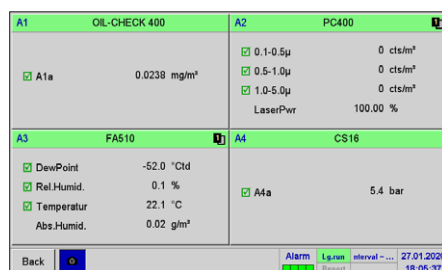 A1 OIL-CHECK 400
A1a 0.0238 mg/m³
A2 PC400
0.1-0.5µ 0 cts/m³
0.5-1.0µ 0 cts/m³
1.0-5.0µ 0 cts/m³
LaserPwr 100.00 %
A3 FA510 1
DewPoint -52.0 °Ctd
Rel.Humid. 0.1 %
Temperatur 22.1 °C
Abs.Humid. 0.02 g/m³
A4 CS16
A4a 5.4 bar
Back
Alarm Lg.run
27.01.202
18:05:37